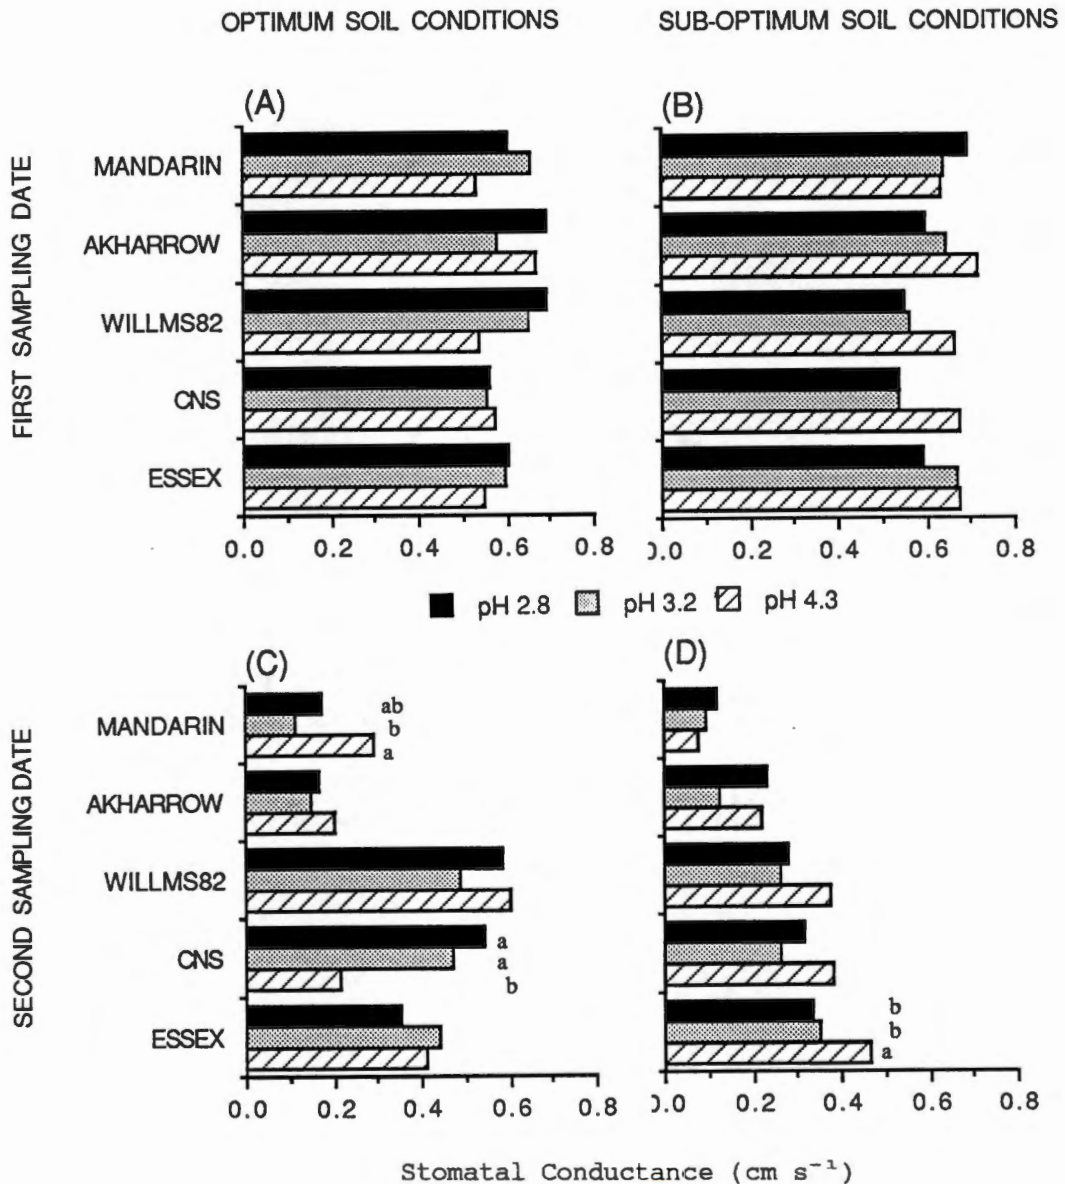 OPTIMUM SOIL CONDITIONS SUB-OPTIMUM SOIL CONDITIONS
FIRST SAMPLING DATE
(A)
MANDARIN
AKHARROW
WILLMS82
CNS
ESSEX
0.0 0.2 0.4 0.6 0.8
(B)
0.0 0.2 0.4 0.6 0.8
pH 2.8 pH 3.2 pH 4.3
SECOND SAMPLING DATE
(C)
MANDARIN
ab
b
a
AKHARROW
WILLMS82
CNS
a
a
b
ESSEX
0.0 0.2 0.4 0.6 0.8
(D)
b
b
a
0.0 0.2 0.4 0.6 0.8
Stomatal Conductance (cm s⁻¹)